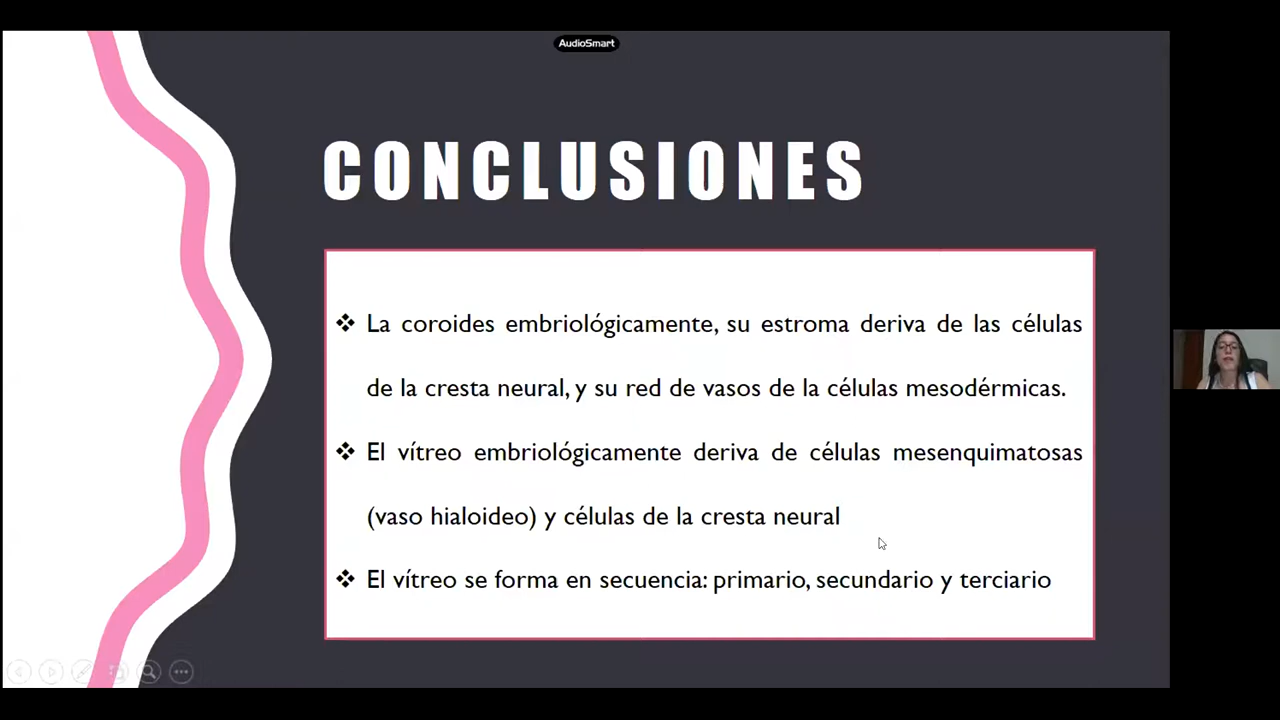 AudioSmart
CONCLUSIONES
❖ La coroides embriológicamente, su estroma deriva de las células
de la cresta neural, y su red de vasos de la células mesodérmicas.
❖ El vítreo embriológicamente deriva de células mesenquimatosas
(vaso hialoideo) y células de la cresta neural
❖ El vítreo se forma en secuencia: primario, secundario y terciario